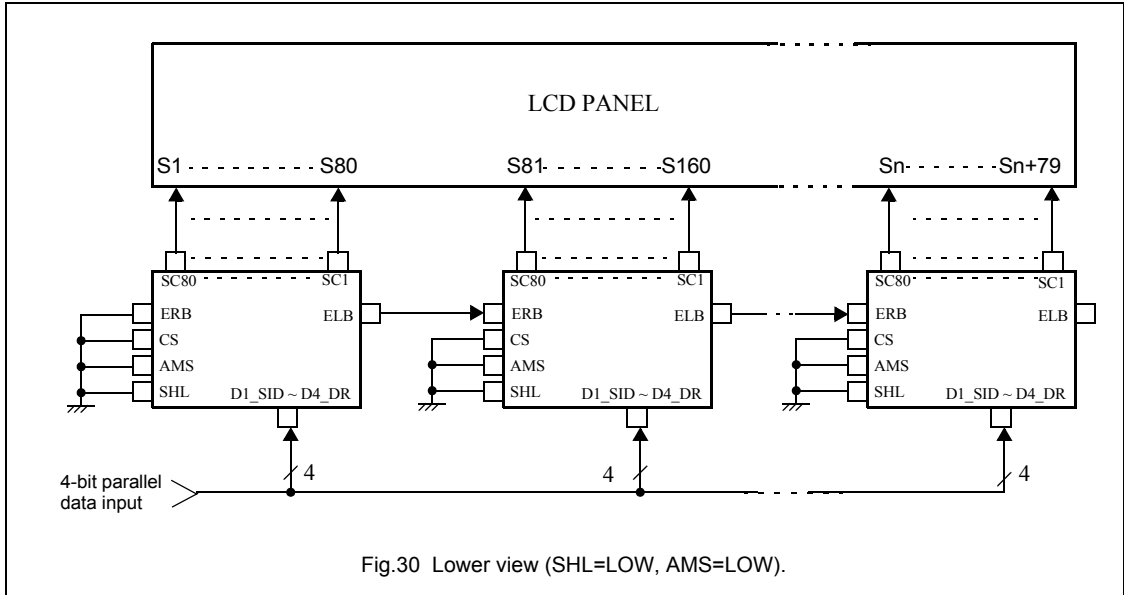 LCD PANEL
S1 S80 S81 S160 Sn Sn+79
SC80 SC1 SC80 SC1 SC80 SC1
ERB ELB ERB ELB ERB ELB
CS CS CS
AMS AMS AMS
SHL D1_SID ~ D4_DR SHL D1_SID ~ D4_DR SHL D1_SID ~ D4_DR
4 4 4
4-bit parallel
data input
Fig.30 Lower view (SHL=LOW, AMS=LOW).